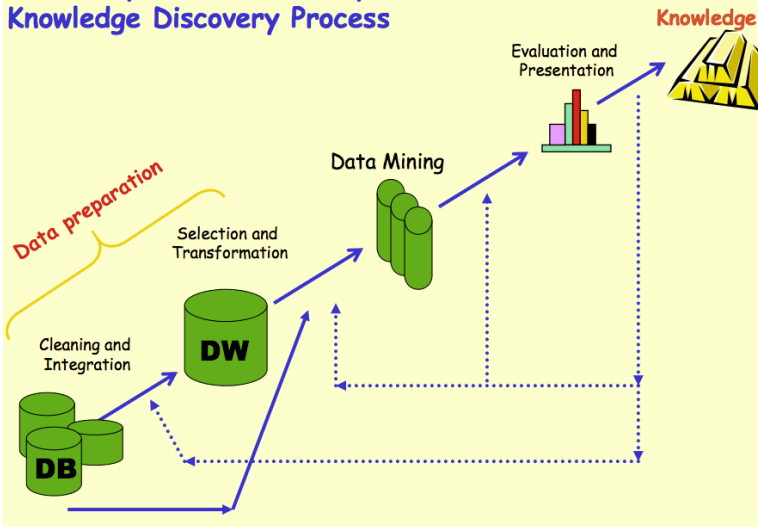 Knowledge Discovery Process
Knowledge
Evaluation and
Presentation
Data Mining
Data preparation
Selection and
Transformation
DW
Cleaning and
Integration
DB